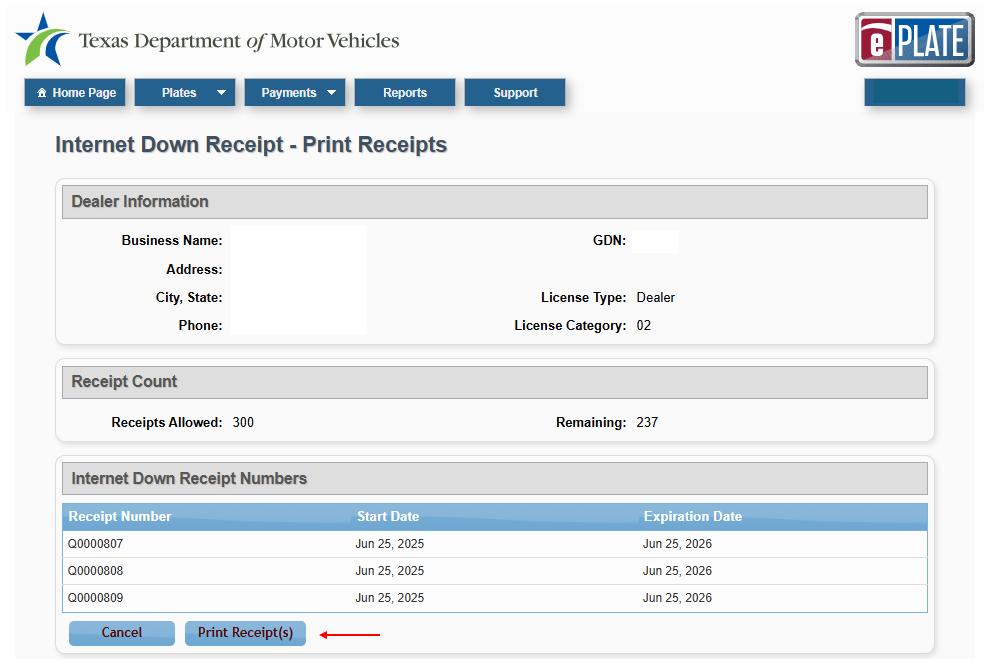 Texas Department of Motor Vehicles
e PLATE
Home Page Plates Payments Reports Support
Internet Down Receipt - Print Receipts
Dealer Information
Business Name: GDN:
Address:
City, State: License Type: Dealer
Phone: License Category: 02
Receipt Count
Receipts Allowed: 300 Remaining: 237
Internet Down Receipt Numbers
Receipt Number Start Date Expiration Date
Q0000807 Jun 25, 2025 Jun 25, 2026
Q0000808 Jun 25, 2025 Jun 25, 2026
Q0000809 Jun 25, 2025 Jun 25, 2026
Cancel Print Receipt(s)